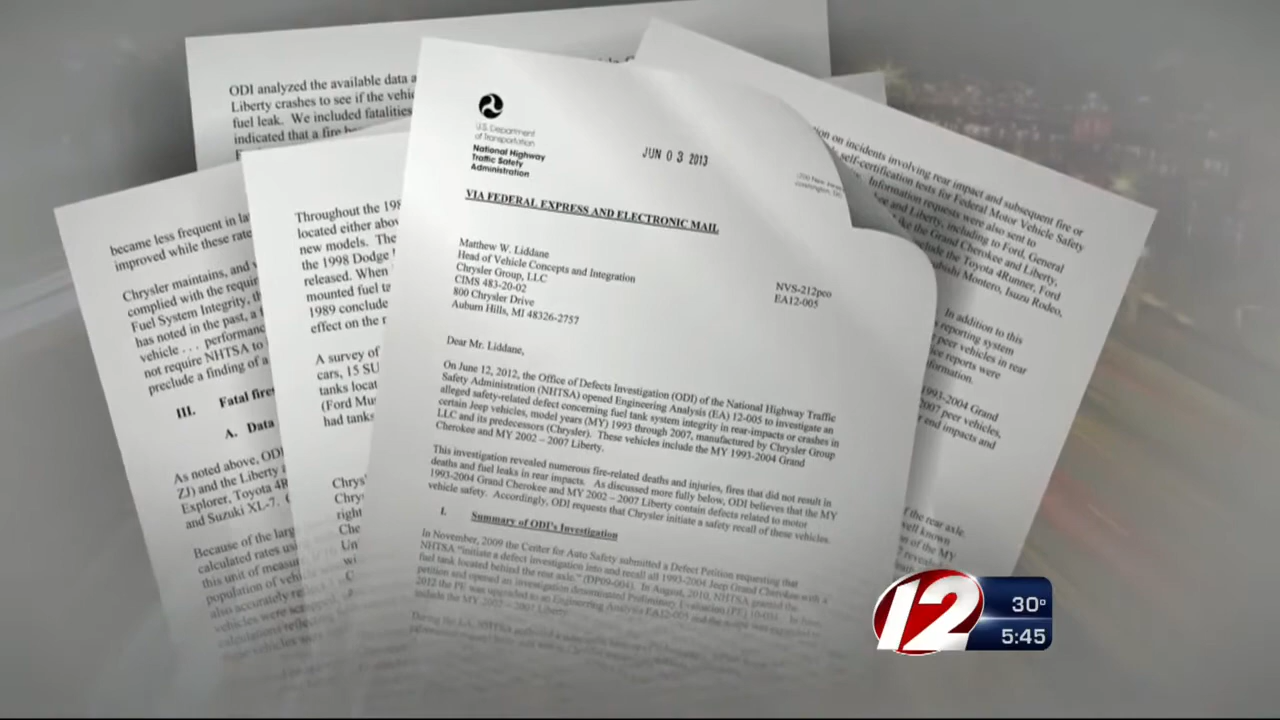 ODI analyzed the available data a
Liberty crashes to see if the vehic
fuel leak. We included fatalities
indicated that a fire
became less frequent in la
improved while these rate
Chrysler maintains, and
complied with the requir
Fuel System Integrity, th
has noted in the past, a
vehicle . . . performanc
not require NHTSA to
preclude a finding of a
III. Fatal fires
A. Data
As noted above, ODI
ZJ) and the Liberty
Explorer, Toyota 4R
and Suzuki XL-7.
Because of the larg
calculated rates us
this unit of measur
population of vehic
also accurately re
vehicles were
Throughout the 198
located either abov
new models. The
the 1998 Dodge
released. When
mounted fuel ta
1989 conclude
effect on the r
A survey of
cars, 15 SU
tanks locat
(Ford Mus
had tanks
Chrys
Chry
right
Che
Un
wi
U.S. Department
of Transportation
National Highway
Traffic Safety
Administration
JUN 03 2013
VIA FEDERAL EXPRESS AND ELECTRONIC MAIL
Matthew W. Liddane
Head of Vehicle Concepts and Integration
Chrysler Group, LLC
CIMS 483-20-02
800 Chrysler Drive
Auburn Hills, MI 48326-2757
NVS-212pco
EA12-005
Dear Mr. Liddane,
On June 12, 2012, the Office of Defects Investigation (ODI) of the National Highway Traffic
Safety Administration (NHTSA) opened Engineering Analysis (EA) 12-005 to investigate an
alleged safety-related defect concerning fuel tank system integrity in rear-impacts or crashes in
certain Jeep vehicles, model years (MY) 1993 through 2007, manufactured by Chrysler Group
LLC and its predecessors (Chrysler). These vehicles include the MY 1993-2004 Grand
Cherokee and MY 2002 – 2007 Liberty.
This investigation revealed numerous fire-related deaths and injuries, fires that did not result in
deaths and fuel leaks in rear impacts. As discussed more fully below, ODI believes that the MY
1993-2004 Grand Cherokee and MY 2002 – 2007 Liberty contain defects related to motor
vehicle safety. Accordingly, ODI requests that Chrysler initiate a safety recall of these vehicles.
I. Summary of ODI's Investigation
In November, 2009 the Center for Auto Safety submitted a Defect Petition requesting that
NHTSA "initiate a defect investigation into and recall all 1993-2004 Jeep Grand Cherokee with a
fuel tank located behind the rear axle." (DP09-004). In August, 2010, NHTSA granted the
petition and opened an investigation denominated Preliminary Evaluation (PE) 10-031. In June
2012 the PE was upgraded to an Engineering Analysis EA12-005 and the scope was expanded to
include the MY 2002 – 2007 Liberty
on on incidents involving rear impact and subsequent fire or
self-certification tests for Federal Motor Vehicle Safety
Information requests were also sent to
kee and Liberty, including to Ford, General
ke the Grand Cherokee and Liberty,
clude the Toyota 4Runner, Ford
ubishi Montero, Isuzu Rodeo,
In addition to this
reporting system
peer vehicles in rear
ce reports were
formation.
1993-2004 Grand
2007 peer vehicles,
r end impacts and
f the rear axle.
well known
n of the MY
12
30°
5:45